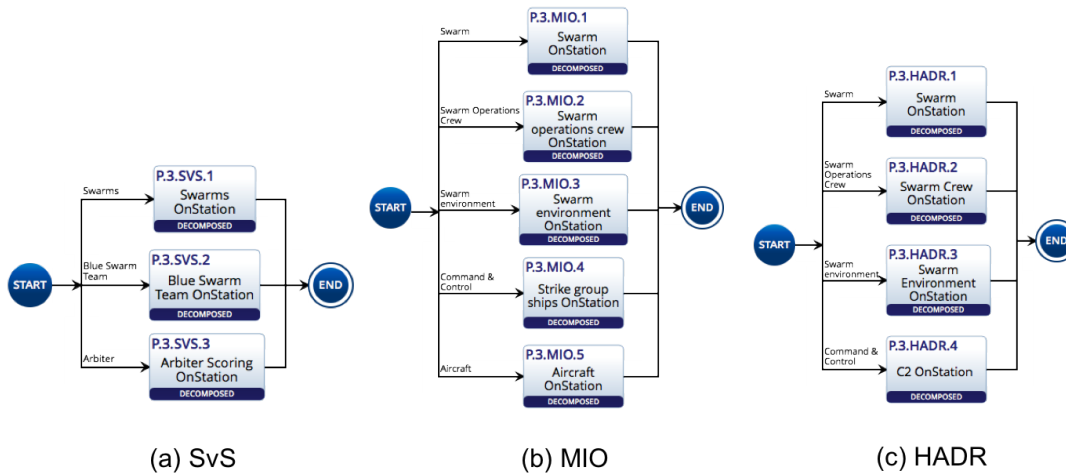 START
Swarms
P.3.SVS.1
Swarms
OnStation
DECOMPOSED
Blue Swarm
Team
P.3.SVS.2
Blue Swarm
Team OnStation
DECOMPOSED
Arbiter
P.3.SVS.3
Arbiter Scoring
OnStation
DECOMPOSED
END
(a) SvS
START
Swarm
P.3.MIO.1
Swarm
OnStation
DECOMPOSED
Swarm Operations
Crew
P.3.MIO.2
Swarm
operations crew
OnStation
DECOMPOSED
Swarm
environment
P.3.MIO.3
Swarm
environment
OnStation
DECOMPOSED
Command &
Control
P.3.MIO.4
Strike group
ships OnStation
DECOMPOSED
Aircraft
P.3.MIO.5
Aircraft
OnStation
DECOMPOSED
END
(b) MIO
START
Swarm
P.3.HADR.1
Swarm
OnStation
DECOMPOSED
Swarm
Operations
Crew
P.3.HADR.2
Swarm Crew
OnStation
DECOMPOSED
Swarm
environment
P.3.HADR.3
Swarm
Environment
OnStation
DECOMPOSED
Command &
Control
P.3.HADR.4
C2 OnStation
DECOMPOSED
END
(c) HADR